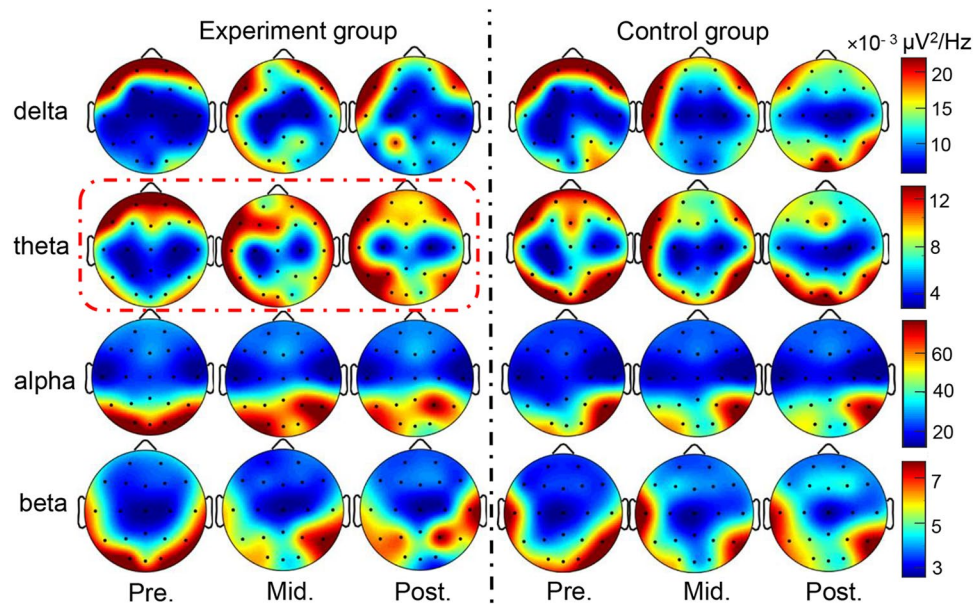 Experiment group
Control group
×10⁻³ μV²/Hz
delta
20
15
10
theta
12
8
4
alpha
60
40
20
beta
7
5
3
Pre.
Mid.
Post.
Pre.
Mid.
Post.